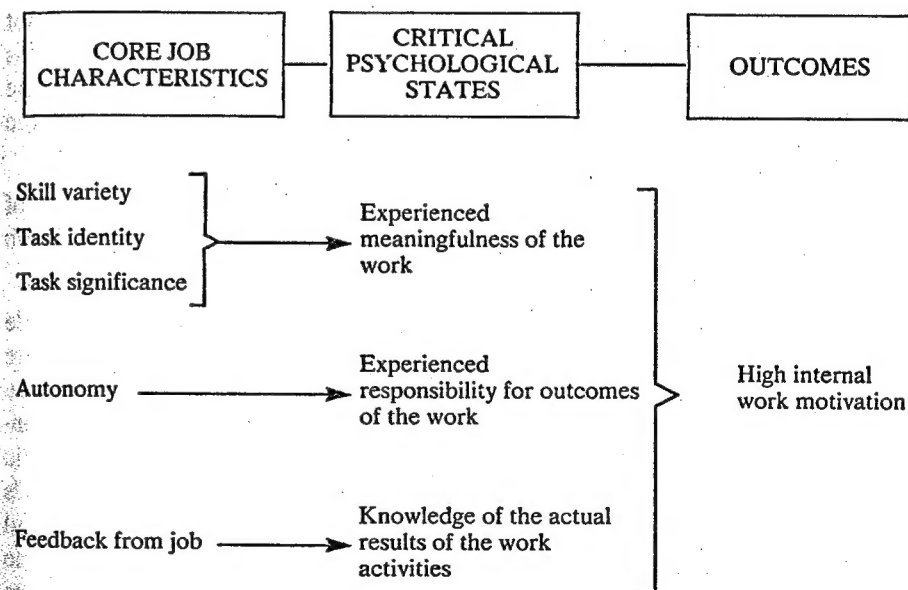 CORE JOB
CHARACTERISTICS
CRITICAL
PSYCHOLOGICAL
STATES
OUTCOMES
Skill variety
Task identity
Task significance
Experienced
meaningfulness of the
work
Autonomy
Experienced
responsibility for outcomes
of the work
High internal
work motivation
Feedback from job
Knowledge of the actual
results of the work
activities